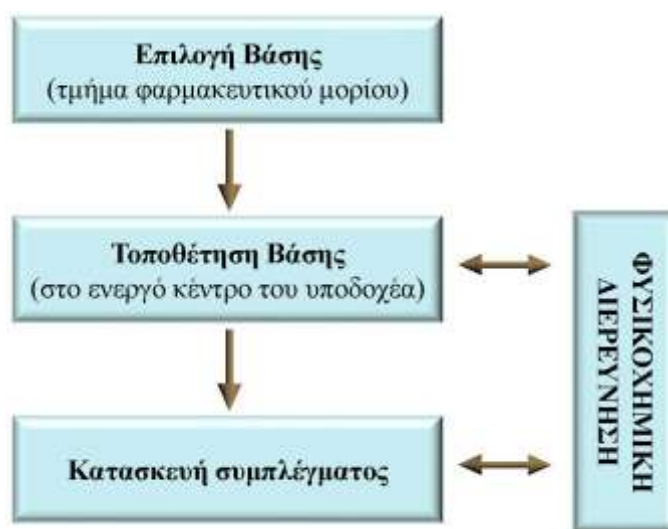 Επιλογή Βάσης
(τμήμα φαρμακευτικού μορίου)
Τοποθέτηση Βάσης
(στο ενεργό κέντρο του υποδοχέα)
Κατασκευή συμπλέγματος
ΦΥΣΙΚΟΧΗΜΙΚΗ
ΔΙΕΡΕΥΝΗΣΗ